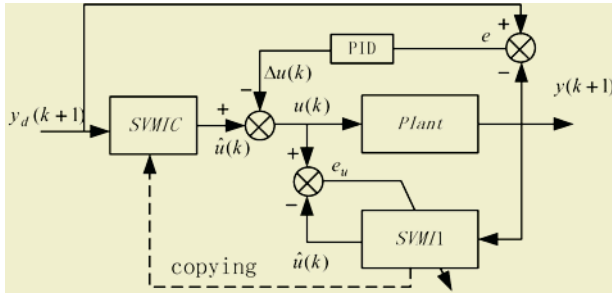 +
e
PID
−
− Δu(k)
y(k+1)
y_d(k+1)
u(k)
SVMIC
+
Plant
û(k)
+
e_u
−
SVMI1
copying
û(k)